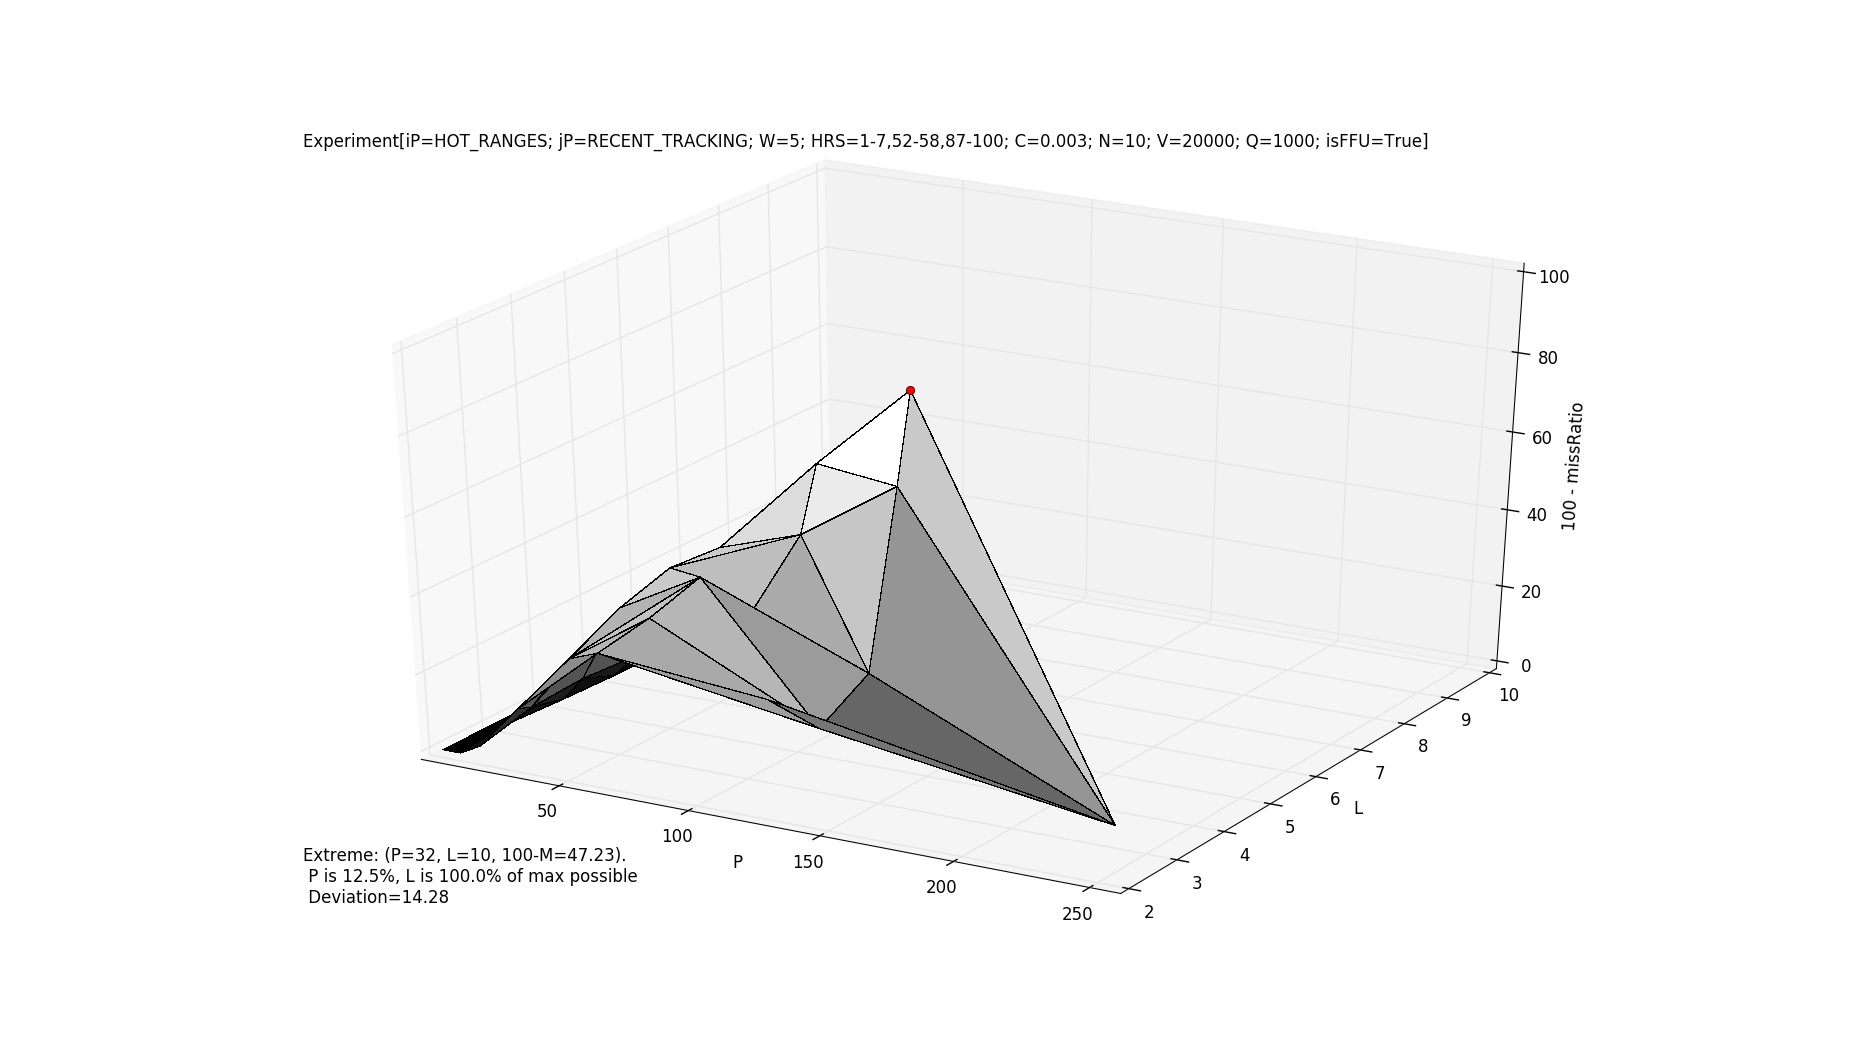 Experiment[iP=HOT_RANGES; jP=RECENT_TRACKING; W=5; HRS=1-7,52-58,87-100; C=0.003; N=10; V=20000; Q=1000; isFFU=True]
100
80
60
40
20
0
100 - missRatio
10
9
8
7
6
5
4
3
2
L
50
100
150
200
250
P
Extreme: (P=32, L=10, 100-M=47.23).
P is 12.5%, L is 100.0% of max possible
Deviation=14.28